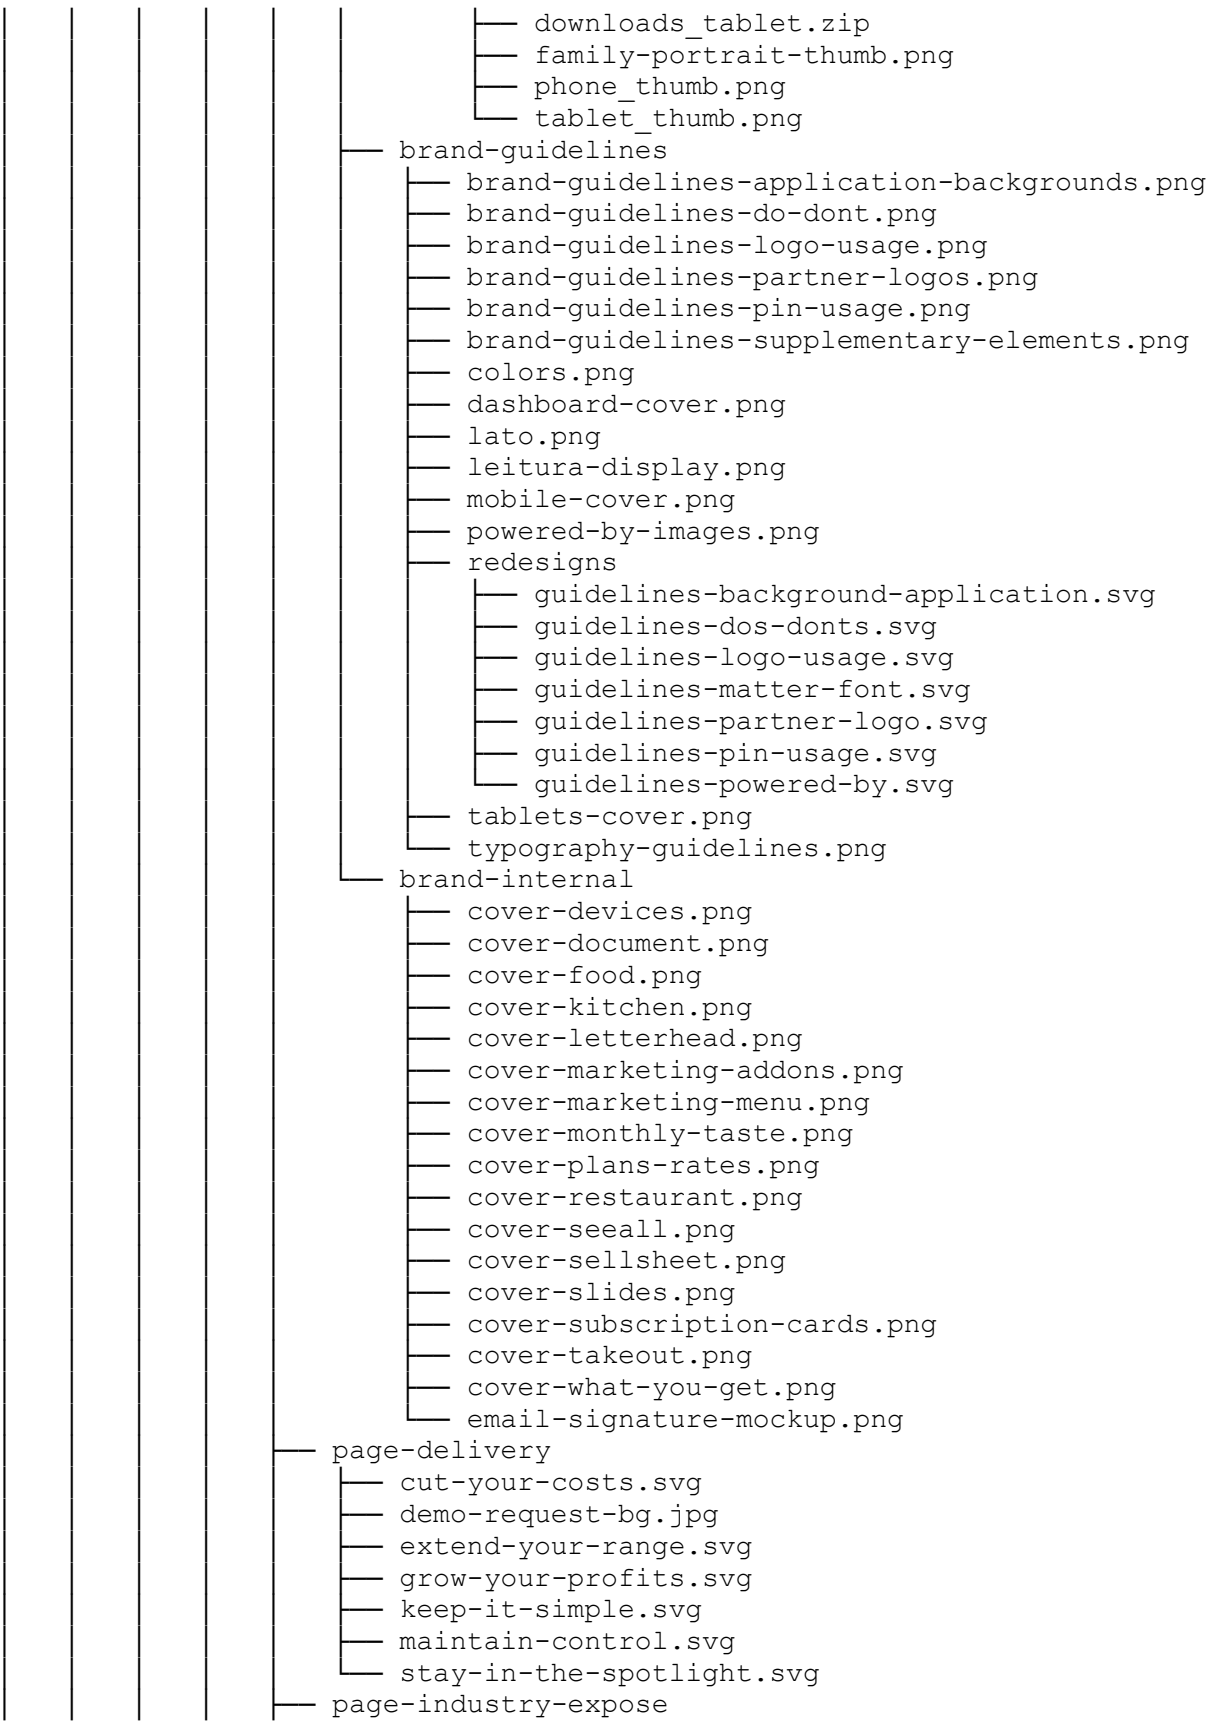 │   │   │   │   │   │       ├── downloads_tablet.zip
│   │   │   │   │   │       ├── family-portrait-thumb.png
│   │   │   │   │   │       ├── phone_thumb.png
│   │   │   │   │   │       └── tablet_thumb.png
│   │   │   │   │   ├── brand-guidelines
│   │   │   │   │   │   ├── brand-guidelines-application-backgrounds.png
│   │   │   │   │   │   ├── brand-guidelines-do-dont.png
│   │   │   │   │   │   ├── brand-guidelines-logo-usage.png
│   │   │   │   │   │   ├── brand-guidelines-partner-logos.png
│   │   │   │   │   │   ├── brand-guidelines-pin-usage.png
│   │   │   │   │   │   ├── brand-guidelines-supplementary-elements.png
│   │   │   │   │   │   ├── colors.png
│   │   │   │   │   │   ├── dashboard-cover.png
│   │   │   │   │   │   ├── lato.png
│   │   │   │   │   │   ├── leitura-display.png
│   │   │   │   │   │   ├── mobile-cover.png
│   │   │   │   │   │   ├── powered-by-images.png
│   │   │   │   │   │   ├── redesigns
│   │   │   │   │   │   │   ├── guidelines-background-application.svg
│   │   │   │   │   │   │   ├── guidelines-dos-donts.svg
│   │   │   │   │   │   │   ├── guidelines-logo-usage.svg
│   │   │   │   │   │   │   ├── guidelines-matter-font.svg
│   │   │   │   │   │   │   ├── guidelines-partner-logo.svg
│   │   │   │   │   │   │   ├── guidelines-pin-usage.svg
│   │   │   │   │   │   │   └── guidelines-powered-by.svg
│   │   │   │   │   │   ├── tablets-cover.png
│   │   │   │   │   │   └── typography-guidelines.png
│   │   │   │   │   └── brand-internal
│   │   │   │   │       ├── cover-devices.png
│   │   │   │   │       ├── cover-document.png
│   │   │   │   │       ├── cover-food.png
│   │   │   │   │       ├── cover-kitchen.png
│   │   │   │   │       ├── cover-letterhead.png
│   │   │   │   │       ├── cover-marketing-addons.png
│   │   │   │   │       ├── cover-marketing-menu.png
│   │   │   │   │       ├── cover-monthly-taste.png
│   │   │   │   │       ├── cover-plans-rates.png
│   │   │   │   │       ├── cover-restaurant.png
│   │   │   │   │       ├── cover-seeall.png
│   │   │   │   │       ├── cover-sellsheet.png
│   │   │   │   │       ├── cover-slides.png
│   │   │   │   │       ├── cover-subscription-cards.png
│   │   │   │   │       ├── cover-takeout.png
│   │   │   │   │       ├── cover-what-you-get.png
│   │   │   │   │       └── email-signature-mockup.png
│   │   │   │   ├── page-delivery
│   │   │   │   │   ├── cut-your-costs.svg
│   │   │   │   │   ├── demo-request-bg.jpg
│   │   │   │   │   ├── extend-your-range.svg
│   │   │   │   │   ├── grow-your-profits.svg
│   │   │   │   │   ├── keep-it-simple.svg
│   │   │   │   │   ├── maintain-control.svg
│   │   │   │   │   └── stay-in-the-spotlight.svg
│   │   │   │   ├── page-industry-expose